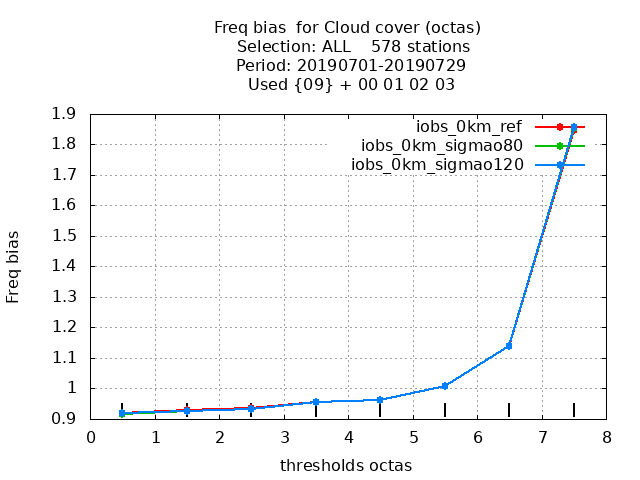 Freq bias  for Cloud cover (octas)
Selection: ALL    578 stations
Period: 20190701-20190729
Used {09} + 00 01 02 03
iobs_0km_ref
iobs_0km_sigmao80
iobs_0km_sigmao120
Freq bias
1.9
1.8
1.7
1.6
1.5
1.4
1.3
1.2
1.1
1
0.9
0 1 2 3 4 5 6 7 8
thresholds octas